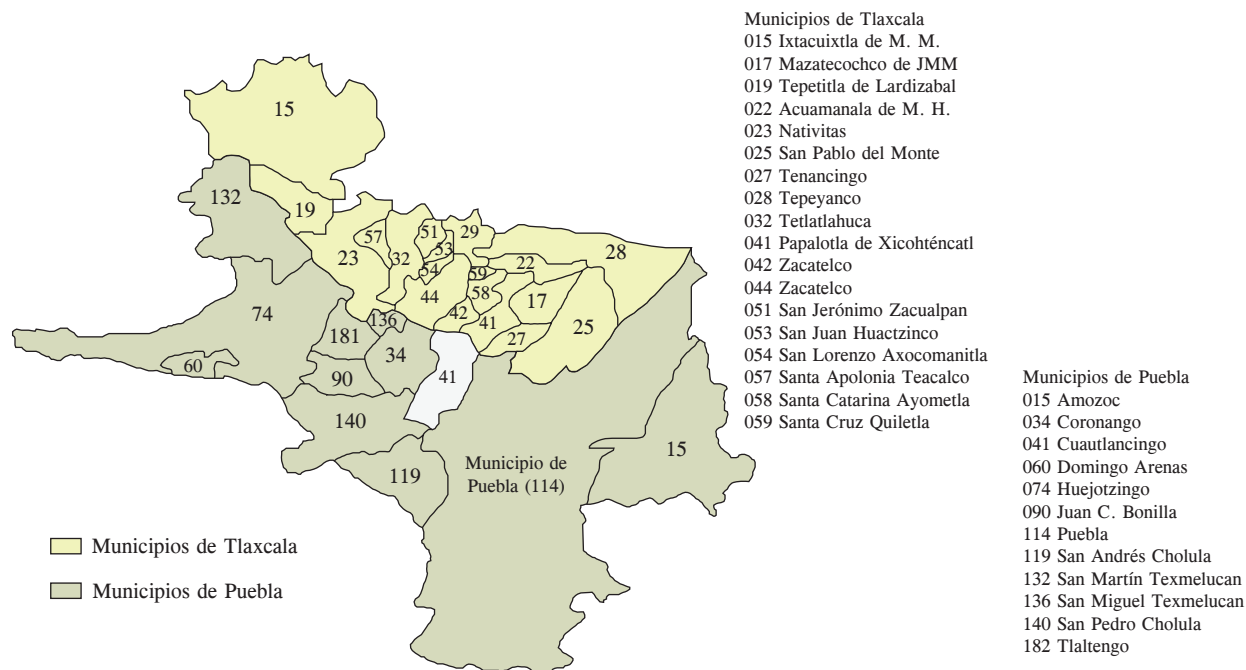 Municipios de Tlaxcala
015 Ixtacuixtla de M. M.
017 Mazatecochco de JMM
019 Tepetitla de Lardizabal
022 Acuamanala de M. H.
023 Nativitas
025 San Pablo del Monte
027 Tenancingo
028 Tepeyanco
032 Tetlatlahuca
041 Papalotla de Xicohténcatl
042 Zacatelco
044 Zacatelco
051 San Jerónimo Zacualpan
053 San Juan Huactzinco
054 San Lorenzo Axocomanitla
057 Santa Apolonia Teacalco
058 Santa Catarina Ayometla
059 Santa Cruz Quiletla
Municipios de Puebla
015 Amozoc
034 Coronango
041 Cuautlancingo
060 Domingo Arenas
074 Huejotzingo
090 Juan C. Bonilla
114 Puebla
119 San Andrés Cholula
132 San Martín Texmelucan
136 San Miguel Texmelucan
140 San Pedro Cholula
182 Tlaltengo
15
132
19
57
51
29
53
23
32
54
59
22
28
58
44
17
42
41
74
136
25
181
27
34
60
90
41
140
15
119
Municipio de
Puebla (114)
Municipios de Tlaxcala
Municipios de Puebla